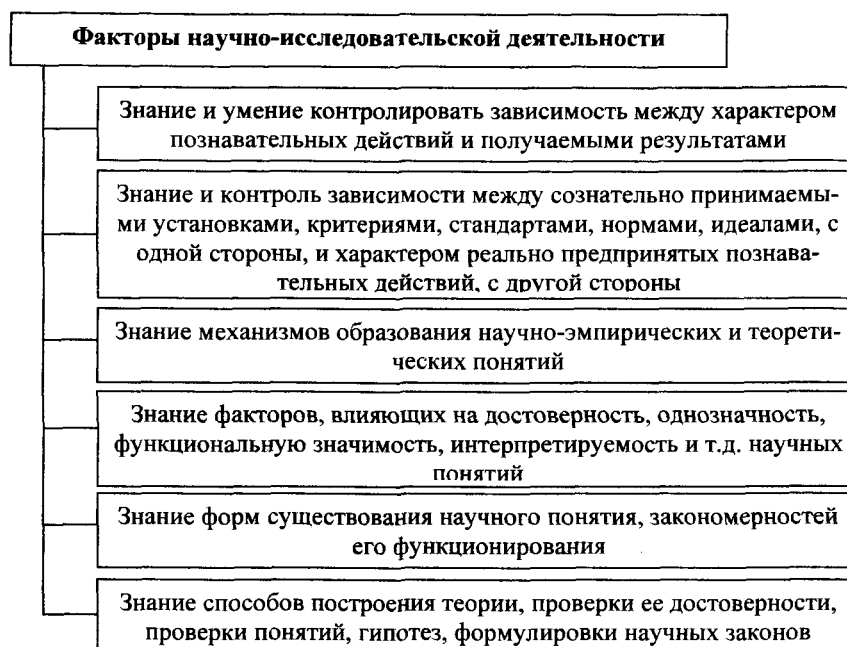 Факторы научно-исследовательской деятельности
Знание и умение контролировать зависимость между характером
познавательных действий и получаемыми результатами
Знание и контроль зависимости между сознательно принимаемы-
ми установками, критериями, стандартами, нормами, идеалами, с
одной стороны, и характером реально предпринятых познава-
тельных действий, с другой стороны
Знание механизмов образования научно-эмпирических и теорети-
ческих понятий
Знание факторов, влияющих на достоверность, однозначность,
функциональную значимость, интерпретируемость и т.д. научных
понятий
Знание форм существования научного понятия, закономерностей
его функционирования
Знание способов построения теории, проверки ее достоверности,
проверки понятий, гипотез, формулировки научных законов